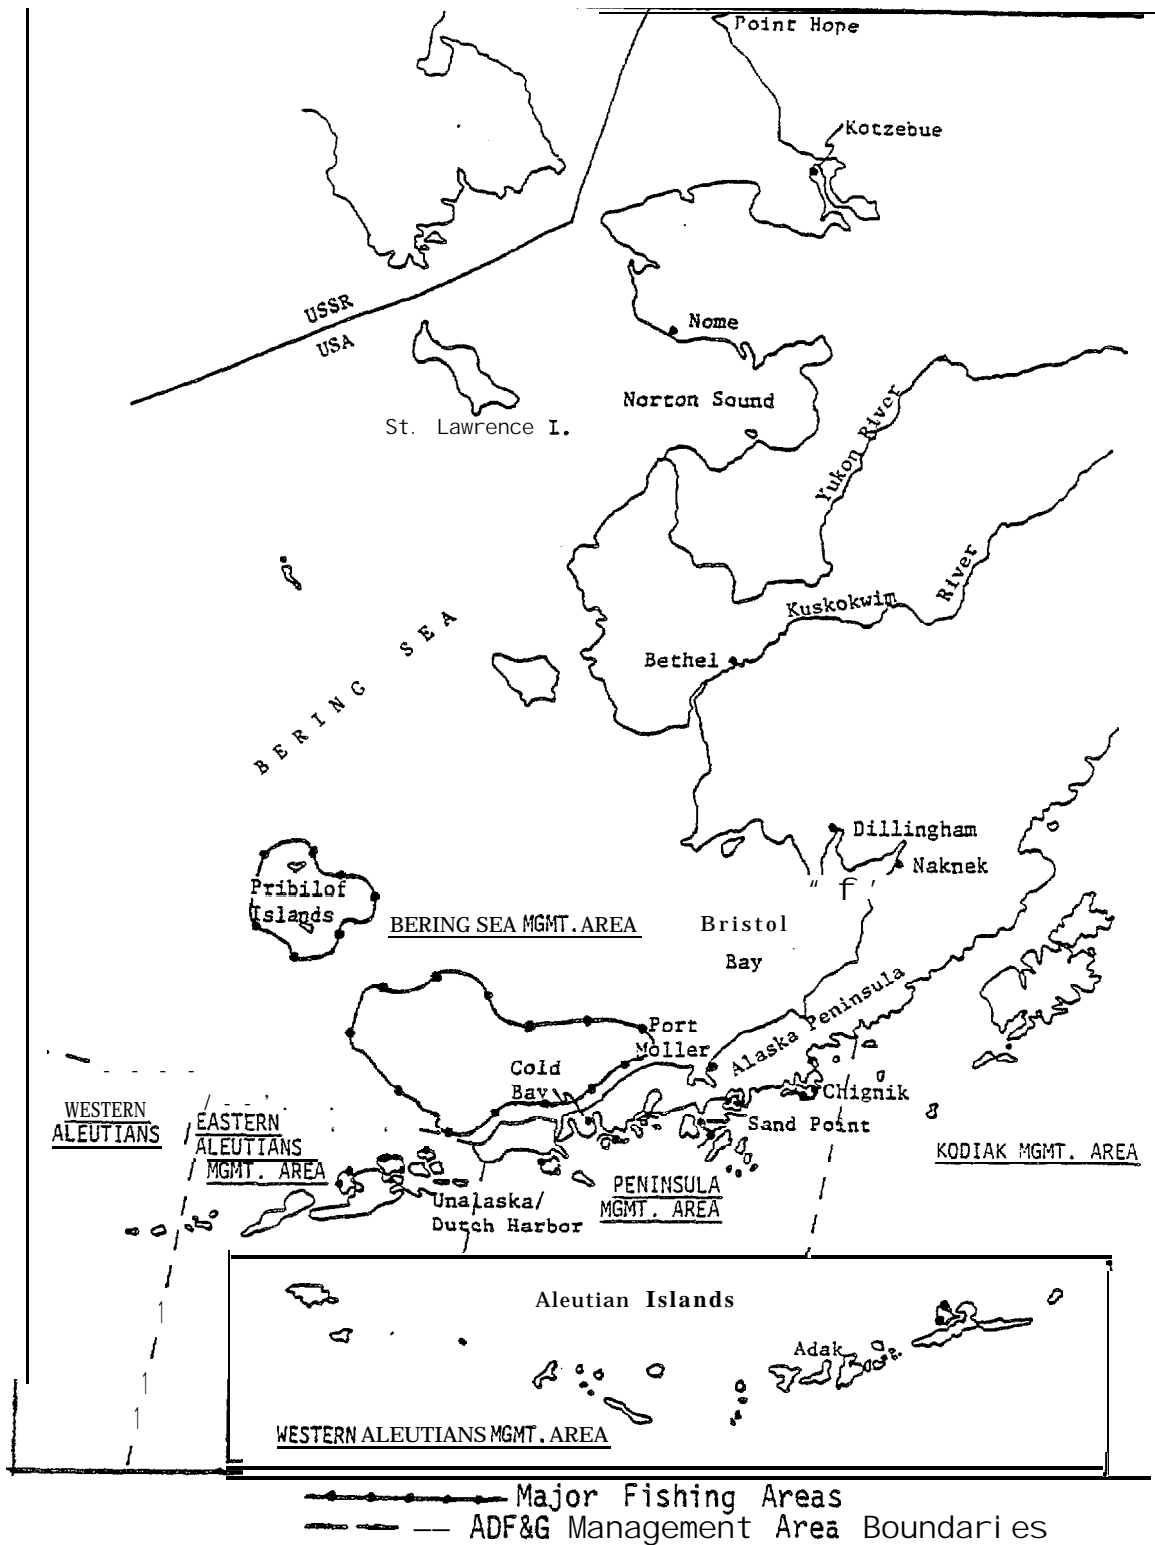 Point Hope
Kotzebue
USSR
USA
Nome
Norton Sound
St. Lawrence I.
Yukon River
Kuskokwim River
BERING SEA
Bethel
Dillingham
Naknek
Pribilof
Islands
BERING SEA MGMT. AREA
Bristol
Bay
Port
Moller
Alaska Peninsula
Cold
Bay
Chignik
Sand Point
WESTERN
ALEUTIANS
EASTERN
ALEUTIANS
MGMT. AREA
KODIAK MGMT. AREA
PENINSULA
MGMT. AREA
Unalaska/
Dutch Harbor
Aleutian Islands
Adak
WESTERN ALEUTIANS MGMT. AREA
Major Fishing Areas
ADF&G Management Area Boundaries